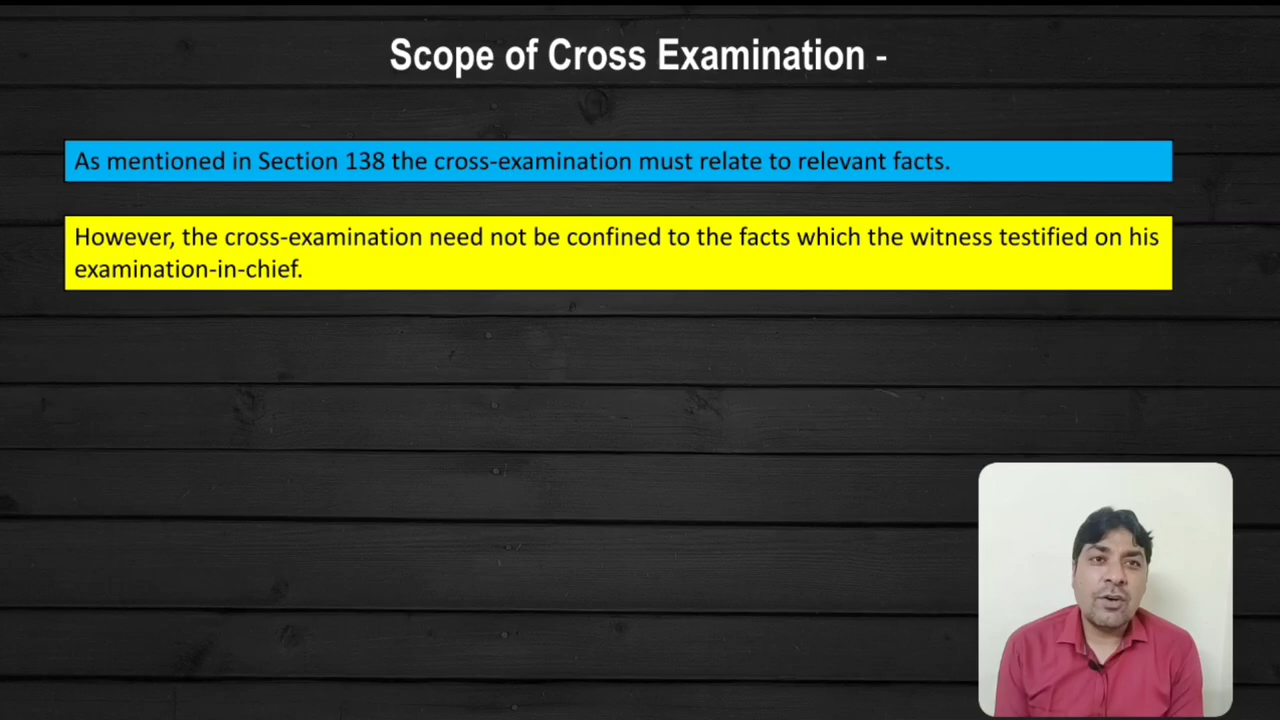 Scope of Cross Examination -
As mentioned in Section 138 the cross-examination must relate to relevant facts.
However, the cross-examination need not be confined to the facts which the witness testified on his
examination-in-chief.